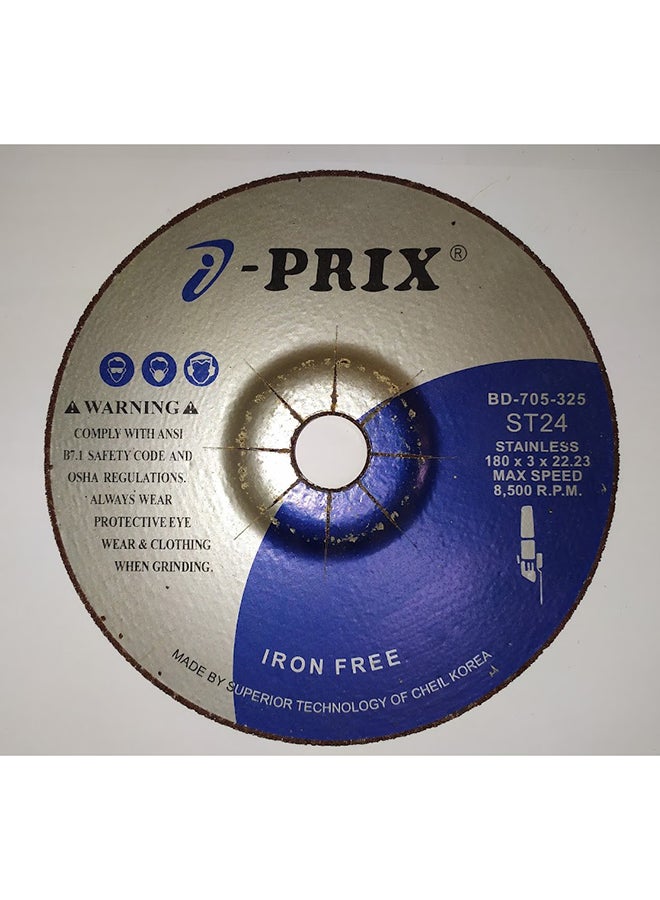 i-PRIX®
WARNING
COMPLY WITH ANSI
B7.1 SAFETY CODE AND
OSHA REGULATIONS.
ALWAYS WEAR
PROTECTIVE EYE
WEAR & CLOTHING
WHEN GRINDING.
BD-705-325
ST24
STAINLESS
180 x 3 x 22.23
MAX SPEED
8,500 R.P.M.
IRON FREE
MADE BY SUPERIOR TECHNOLOGY OF CHEIL KOREA